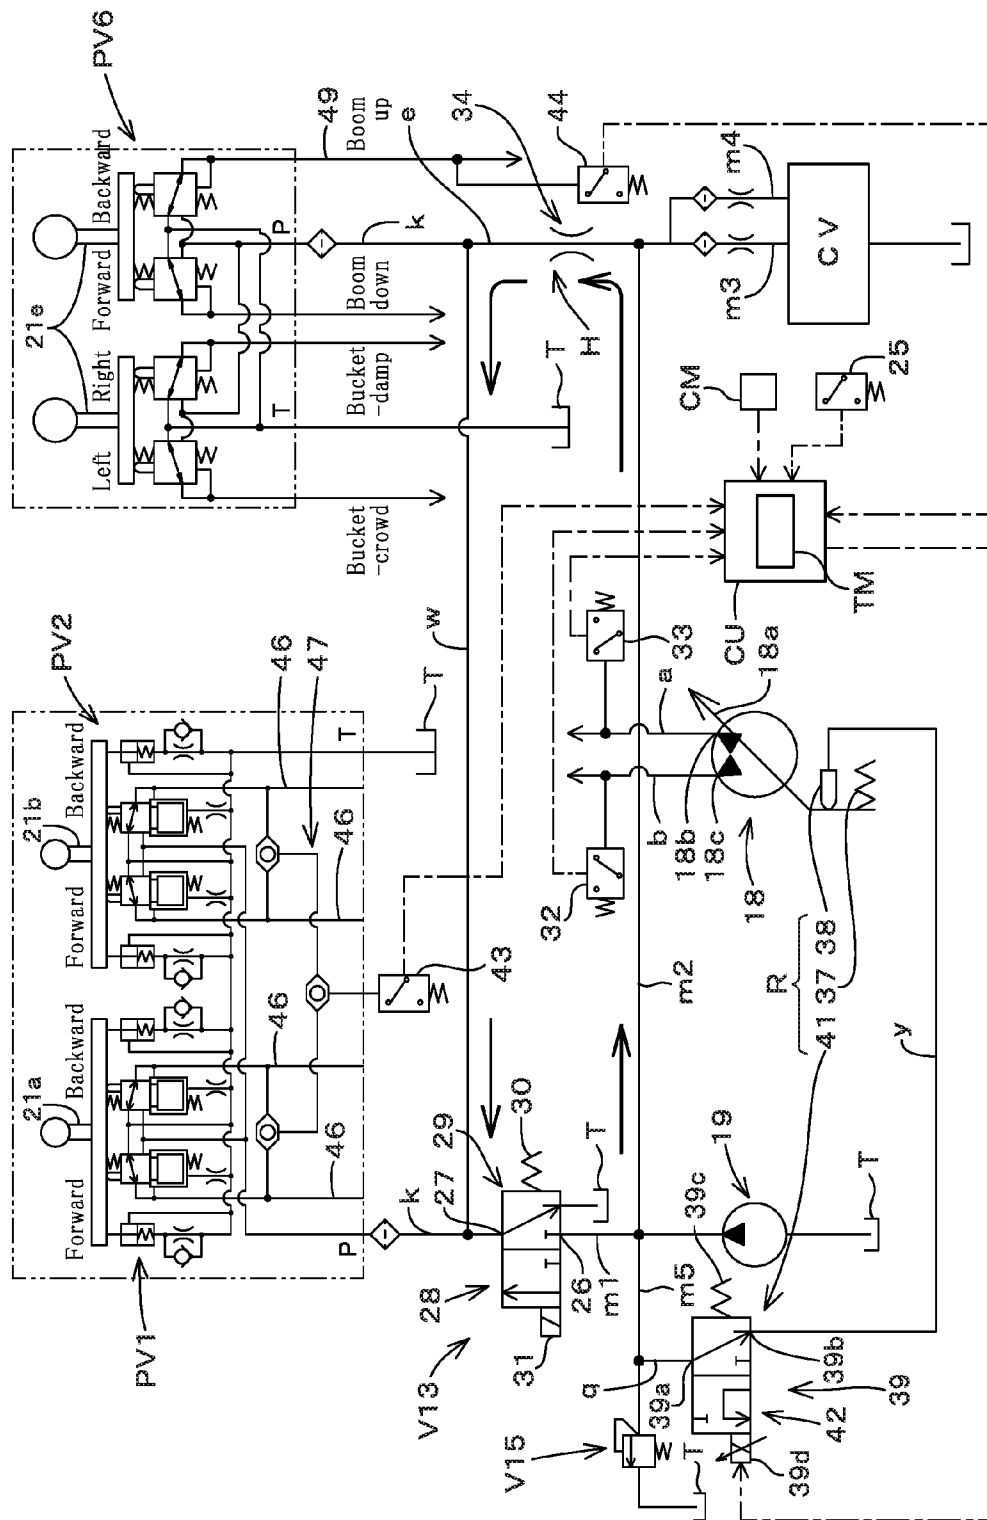 PV6
21e
Left
Right
Forward
Backward
P
T
49
Boom
up
e
34
44
k
Boom
down
Bucket
-damp
Bucket
-crowd
H
T
m4
m3
CV
CM
25
CU
TM
PV2
21b
Forward
Backward
46
47
T
T
46
w
33
32
a
b
18a
18b
18c
18
38
37
41
R
y
43
m2
PV1
21a
Forward
Backward
46
46
P
k
27
29
30
28
26
m1
T
31
V13
19
T
m5
39c
q
39a
39b
39
42
39d
V15
T